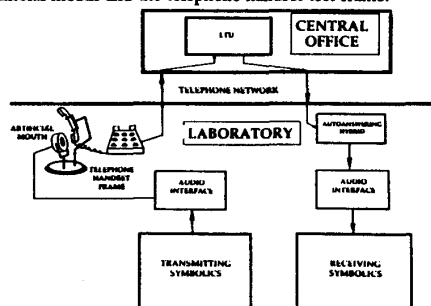 LTU
CENTRAL
OFFICE
TELEPHONE NETWORK
LABORATORY
AUTOANSWERING
HYBRID
ARTIFICIAL
MOUTH
TELEPHONE
HANDSET
FRAME
AUDIO
INTERFACE
AUDIO
INTERFACE
TRANSMITTING
SYMBOLICS
RECEIVING
SYMBOLICS